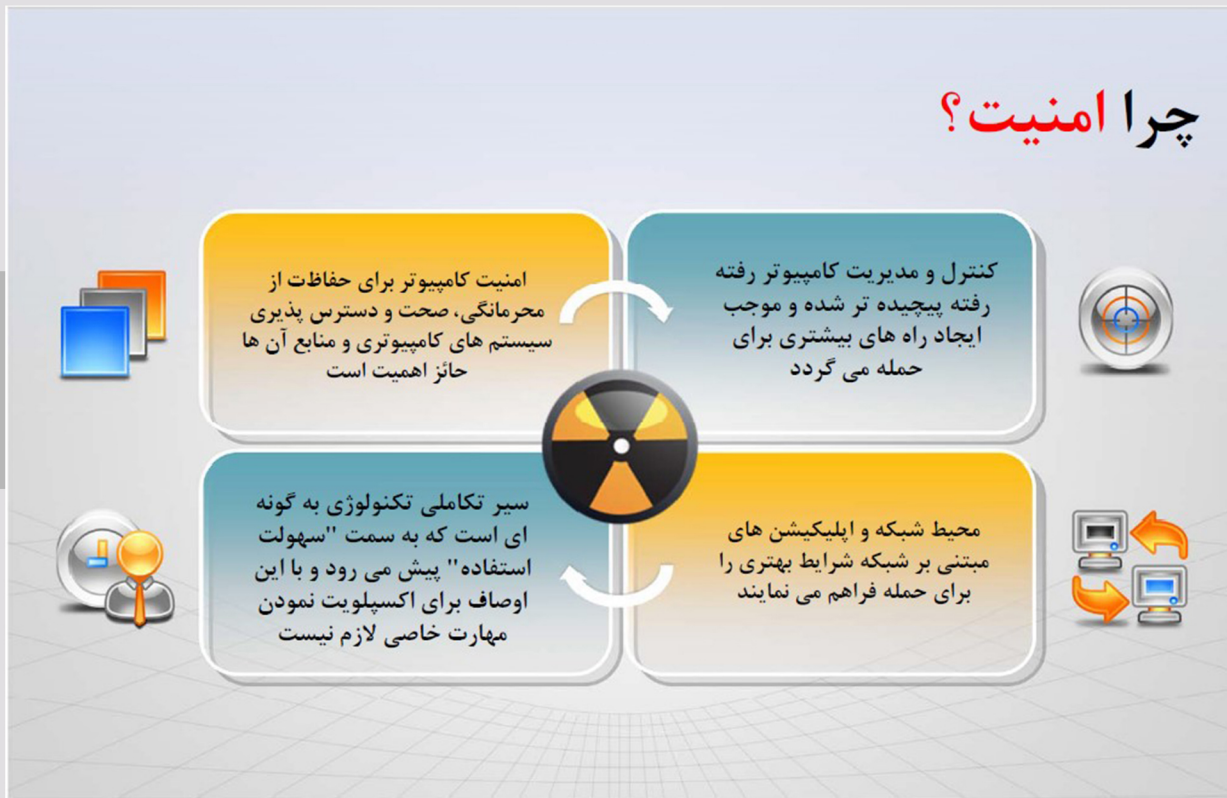 چرا امنیت؟
کنترل و مدیریت کامپیوتر رفته
رفته پیچیده تر شده و موجب
ایجاد راه های بیشتری برای
حمله می گردد
امنیت کامپیوتر برای حفاظت از
محرمانگی، صحت و دسترس پذیری
سیستم های کامپیوتری و منابع آن ها
حائز اهمیت است
محیط شبکه و اپلیکیشن های
مبتنی بر شبکه شرایط بهتری را
برای حمله فراهم می نمایند
سیر تکاملی تکنولوژی به گونه
ای است که به سمت "سهولت
استفاده" پیش می رود و با این
اوصاف برای اکسپلویت نمودن
مهارت خاصی لازم نیست